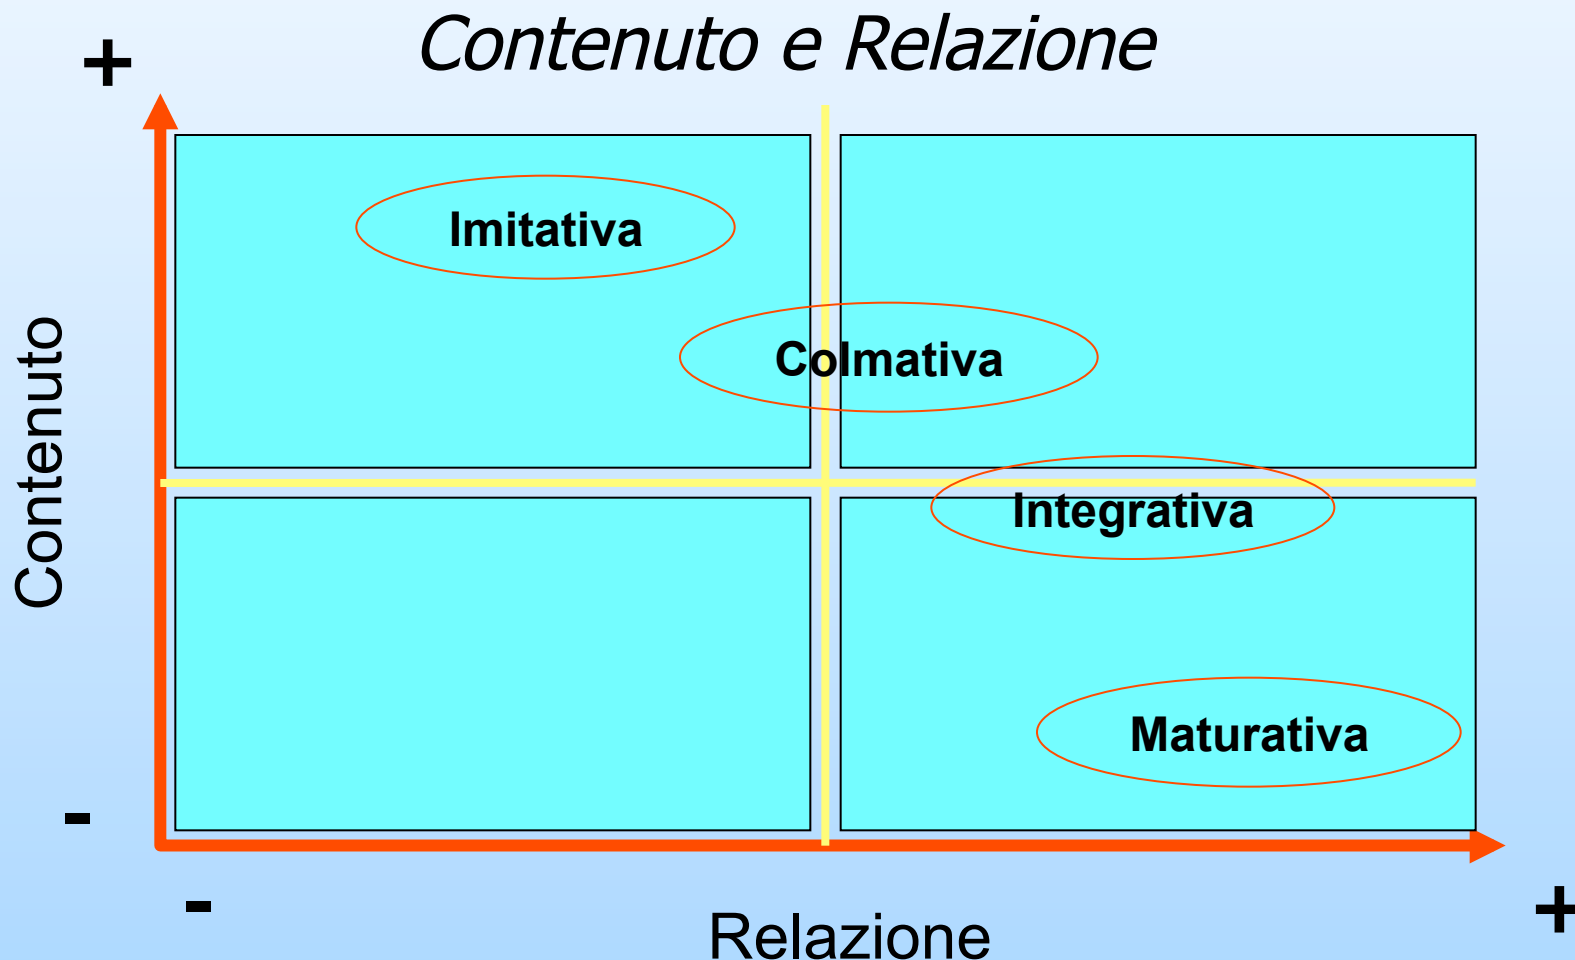 Contenuto e Relazione
+
Imitativa
Colmativa
Contenuto
Integrativa
Maturativa
-
-
+
Relazione